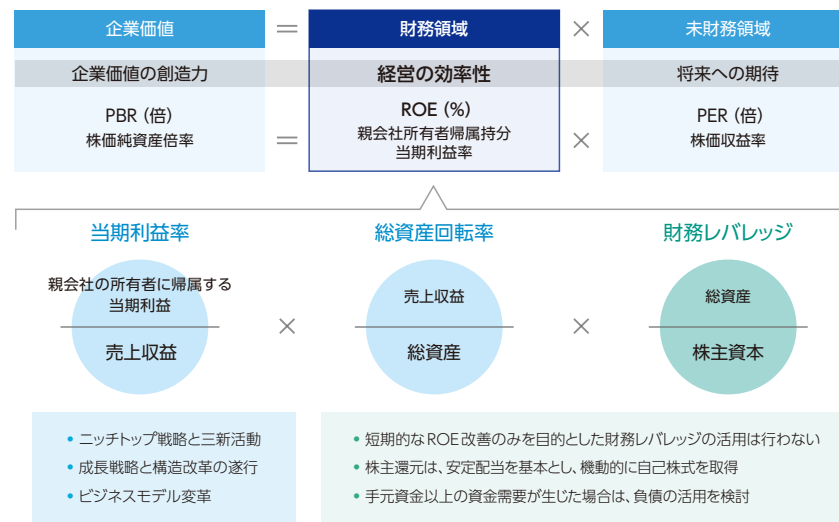 企業価値 = 財務領域 × 未財務領域
企業価値の創造力 経営の効率性 将来への期待
PBR（倍）
株価純資産倍率
=
ROE（%）
親会社所有者帰属持分
当期利益率
×
PER（倍）
株価収益率
当期利益率 総資産回転率 財務レバレッジ
親会社の所有者に帰属する
当期利益
売上収益
×
売上収益
総資産
×
総資産
株主資本
• ニッチトップ戦略と三新活動
• 成長戦略と構造改革の遂行
• ビジネスモデル変革
• 短期的なROE改善のみを目的とした財務レバレッジの活用は行わない
• 株主還元は、安定配当を基本とし、機動的に自己株式を取得
• 手元資金以上の資金需要が生じた場合は、負債の活用を検討